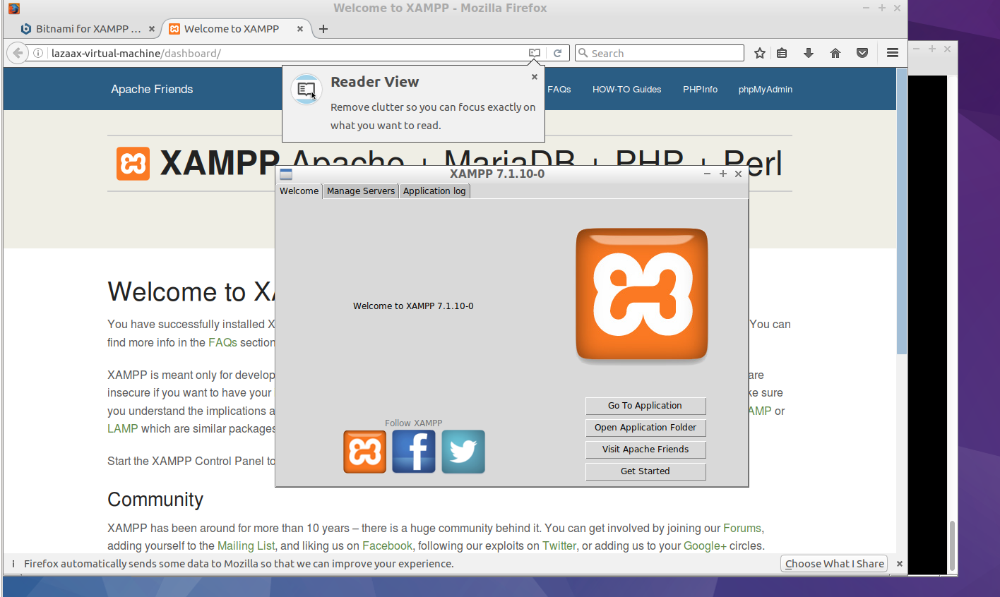 Welcome to XAMPP - Mozilla Firefox
Bitnami for XAMPP ...
Welcome to XAMPP
lazaax-virtual-machine/dashboard/
Search
Apache Friends
FAQs
HOW-TO Guides
PHPInfo
phpMyAdmin
Reader View
Remove clutter so you can focus exactly on
what you want to read.
XAMPP Apache + MariaDB + PHP + Perl
XAMPP 7.1.10-0
Welcome
Manage Servers
Application log
Welcome to XAMPP 7.1.10-0
Follow XAMPP
Go To Application
Open Application Folder
Visit Apache Friends
Get Started
Welcome to XA
You have successfully installed X
You can
find more info in the FAQs section
XAMPP is meant only for develop
are
insecure if you want to have your
ke sure
you understand the implications a
AMP or
LAMP which are similar packages
Start the XAMPP Control Panel to
Community
XAMPP has been around for more than 10 years – there is a huge community behind it. You can get involved by joining our Forums,
adding yourself to the Mailing List, and liking us on Facebook, following our exploits on Twitter, or adding us to your Google+ circles.
Firefox automatically sends some data to Mozilla so that we can improve your experience.
Choose What I Share